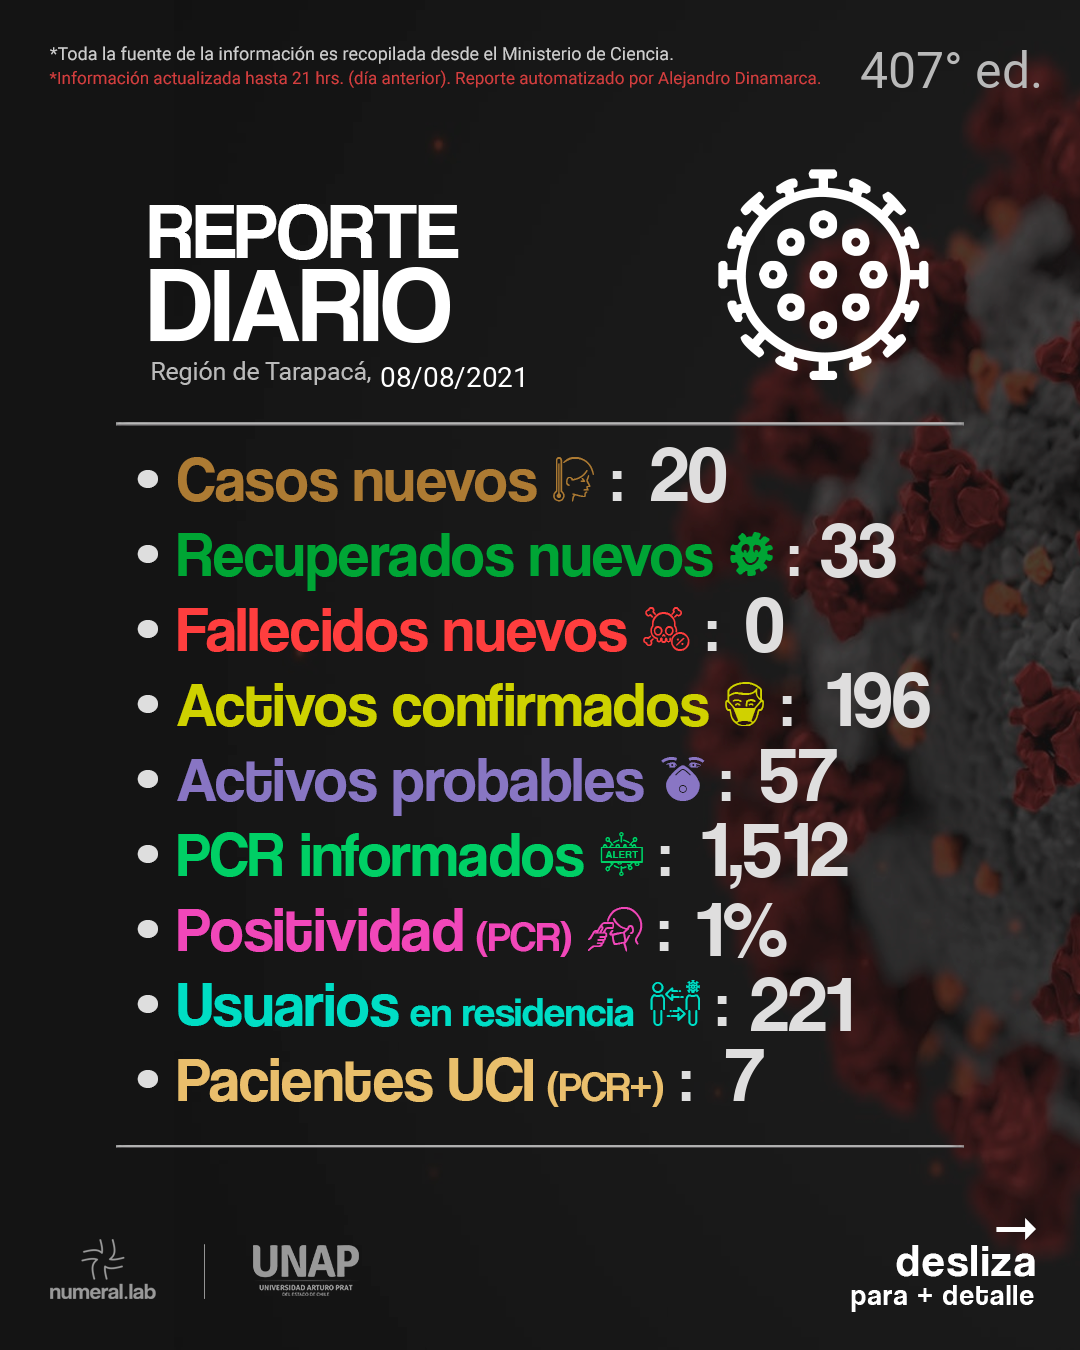 *Toda la fuente de la información es recopilada desde el Ministerio de Ciencia.
*Información actualizada hasta 21 hrs. (día anterior). Reporte automatizado por Alejandro Dinamarca.
407° ed.
REPORTE
DIARIO
Región de Tarapacá, 08/08/2021
• Casos nuevos : 20
• Recuperados nuevos : 33
• Fallecidos nuevos : 0
• Activos confirmados : 196
• Activos probables : 57
• PCR informados ALERT : 1,512
• Positividad (PCR) : 1%
• Usuarios en residencia : 221
• Pacientes UCI (PCR+) : 7
numeral.lab
UNAP
UNIVERSIDAD ARTURO PRAT
DEL ESTADO DE CHILE
desliza
para + detalle